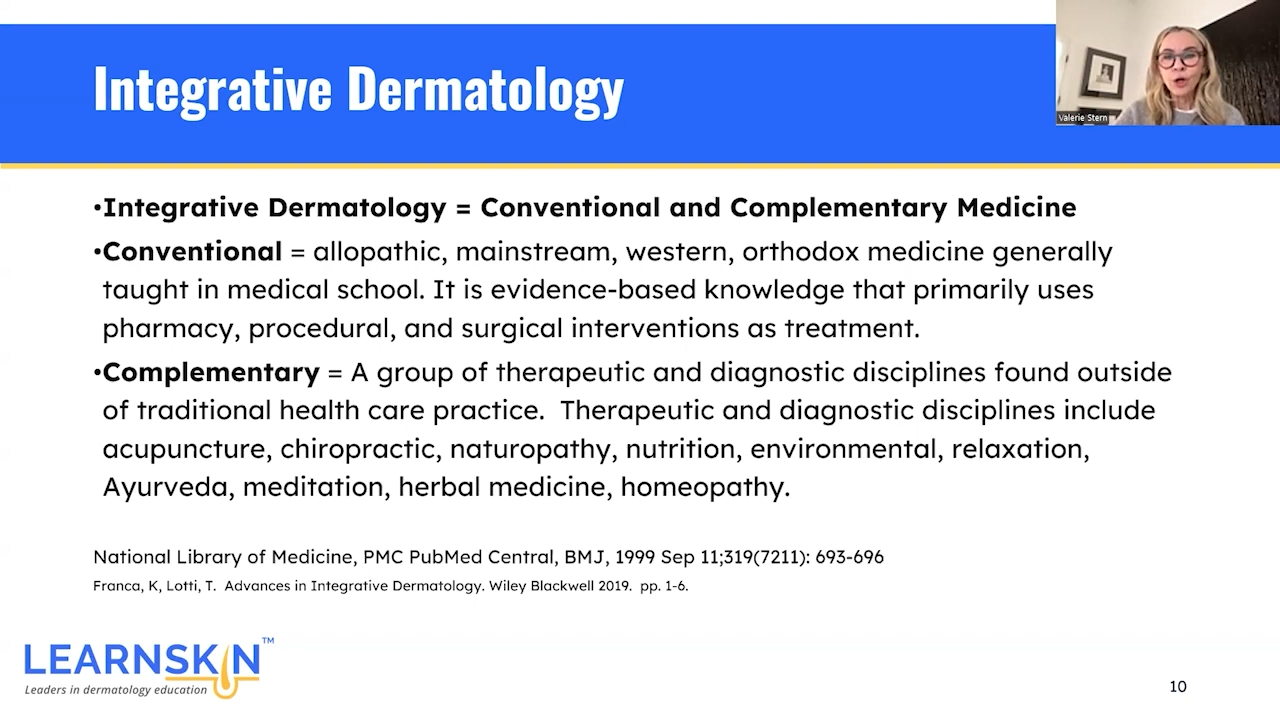 Integrative Dermatology
Valerie Stern
•Integrative Dermatology = Conventional and Complementary Medicine
•Conventional = allopathic, mainstream, western, orthodox medicine generally
taught in medical school. It is evidence-based knowledge that primarily uses
pharmacy, procedural, and surgical interventions as treatment.
•Complementary = A group of therapeutic and diagnostic disciplines found outside
of traditional health care practice.  Therapeutic and diagnostic disciplines include
acupuncture, chiropractic, naturopathy, nutrition, environmental, relaxation,
Ayurveda, meditation, herbal medicine, homeopathy.
National Library of Medicine, PMC PubMed Central, BMJ, 1999 Sep 11;319(7211): 693-696
Franca, K, Lotti, T.  Advances in Integrative Dermatology. Wiley Blackwell 2019.  pp. 1-6.
LEARNSKIN™
Leaders in dermatology education
10